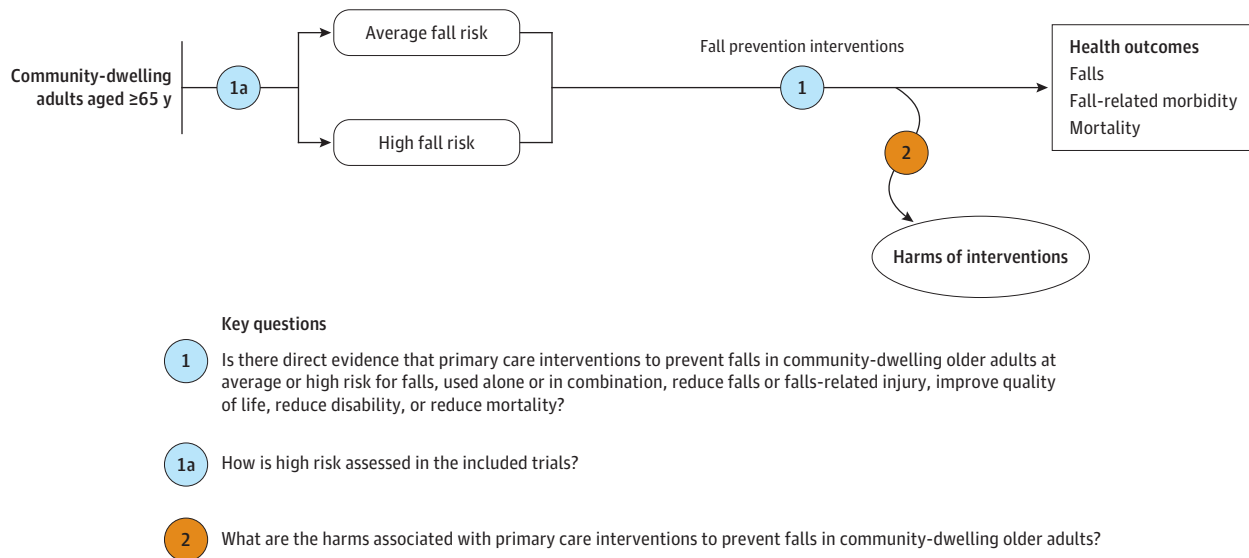 Average fall risk
Fall prevention interventions
Health outcomes
Falls
Fall-related morbidity
Mortality
Community-dwelling
adults aged ≥65 y
1a
1
High fall risk
2
Harms of interventions
Key questions
1 Is there direct evidence that primary care interventions to prevent falls in community-dwelling older adults at
average or high risk for falls, used alone or in combination, reduce falls or falls-related injury, improve quality
of life, reduce disability, or reduce mortality?
1a How is high risk assessed in the included trials?
2 What are the harms associated with primary care interventions to prevent falls in community-dwelling older adults?